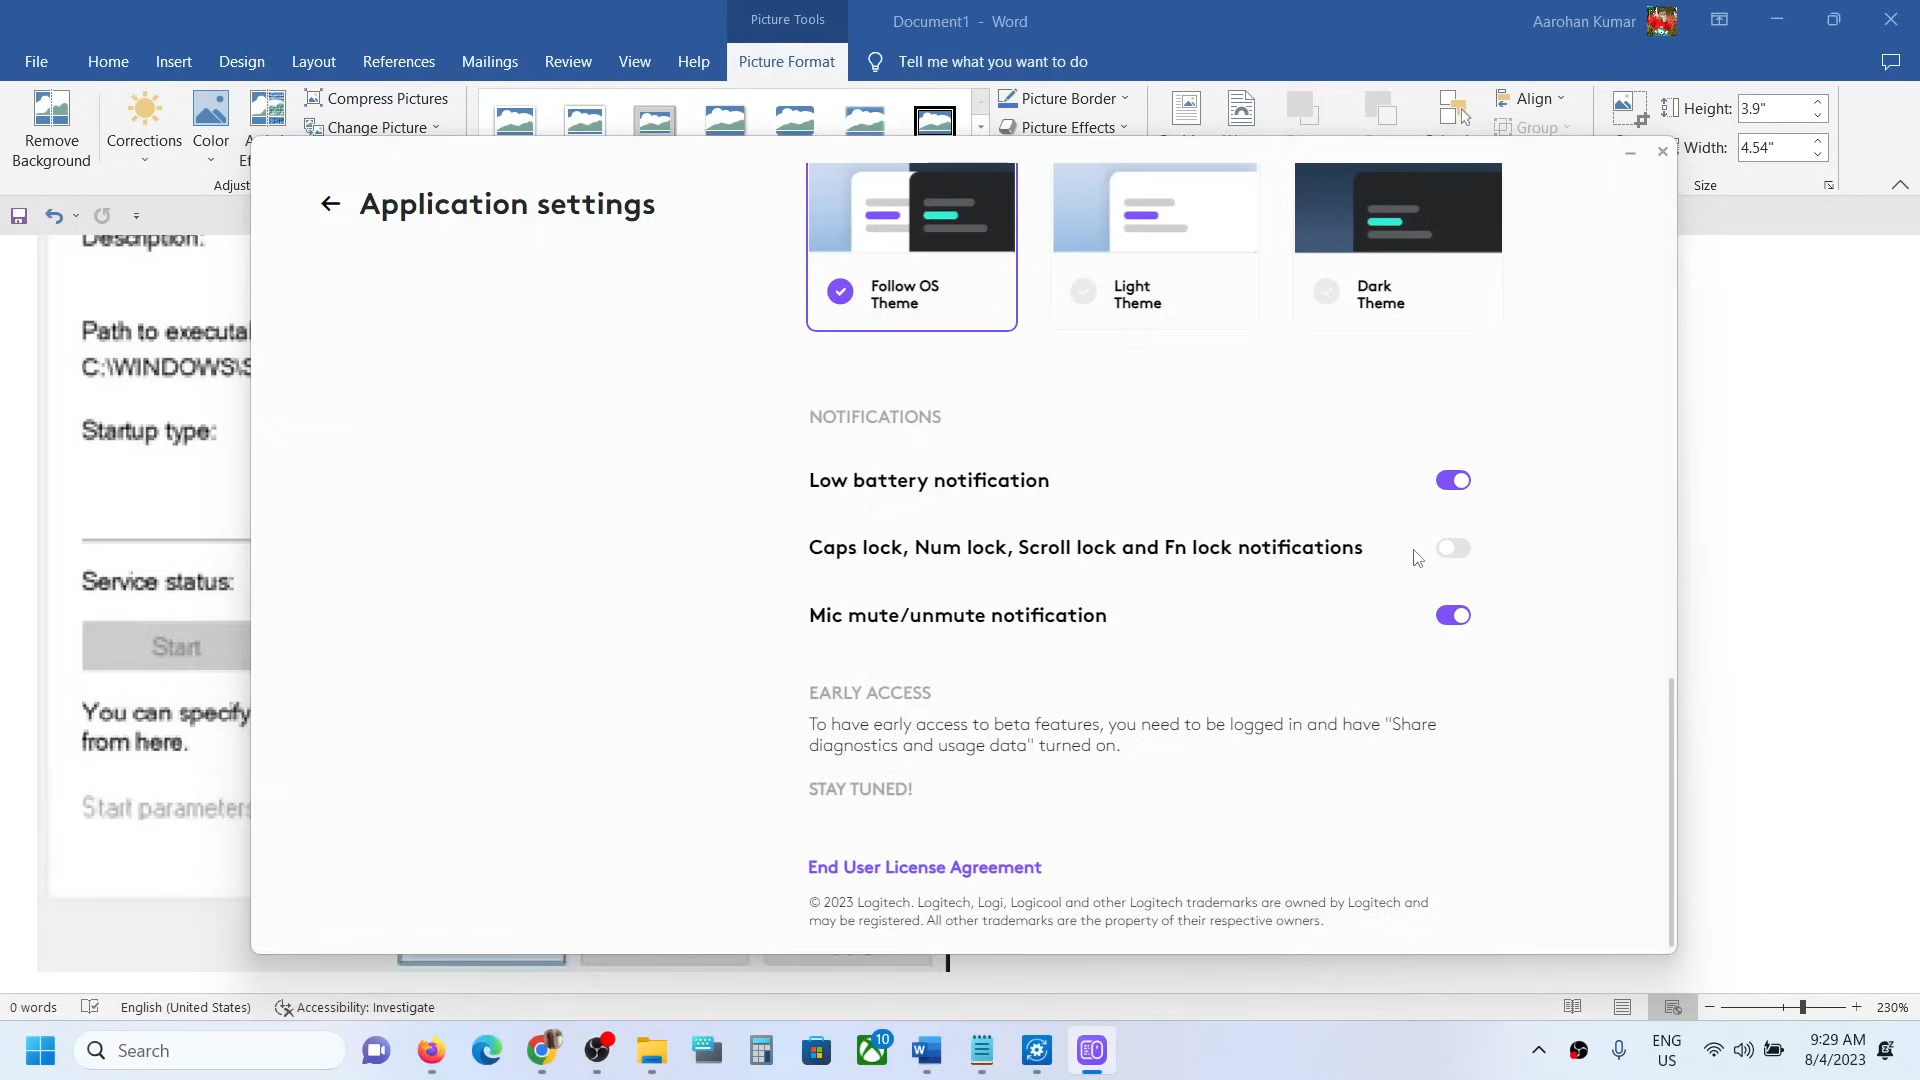 Picture Tools
Document1 - Word
Aarohan Kumar
File Home Insert Design Layout References Mailings Review View Help Picture Format Tell me what you want to do
Remove
Background
Corrections
Color
Compress Pictures
Change Picture
Adjust
Picture Border
Picture Effects
Align
Group
Height: 3.9"
Width: 4.54"
Size
Application settings
Follow OS
Theme
Light
Theme
Dark
Theme
Description:
Path to executa
C:\WINDOWS\S
Startup type:
Service status:
Start
You can specify
from here.
Start parameters
NOTIFICATIONS
Low battery notification
Caps lock, Num lock, Scroll lock and Fn lock notifications
Mic mute/unmute notification
EARLY ACCESS
To have early access to beta features, you need to be logged in and have "Share
diagnostics and usage data" turned on.
STAY TUNED!
End User License Agreement
© 2023 Logitech. Logitech, Logi, Logicool and other Logitech trademarks are owned by Logitech and
may be registered. All other trademarks are the property of their respective owners.
0 words English (United States) Accessibility: Investigate
230%
Search
10
ENG
US
9:29 AM
8/4/2023